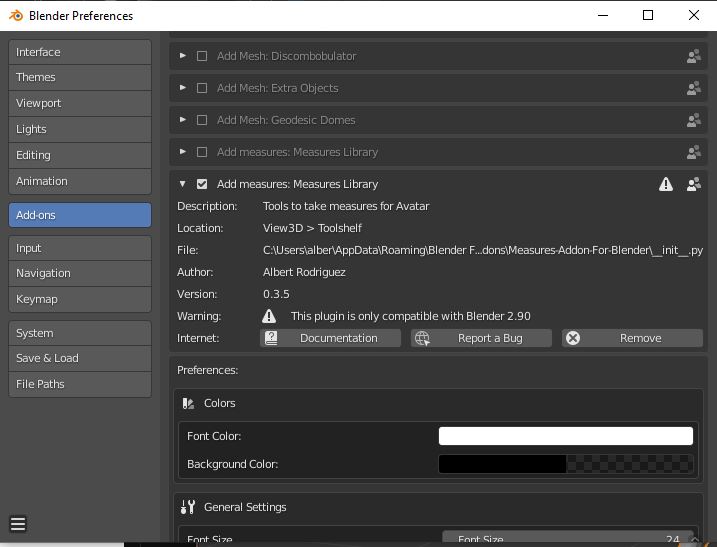 Blender Preferences
Interface
Themes
Viewport
Lights
Editing
Animation
Add-ons
Input
Navigation
Keymap
System
Save & Load
File Paths
Add Mesh: Discombobulator
Add Mesh: Extra Objects
Add Mesh: Geodesic Domes
Add measures: Measures Library
Add measures: Measures Library
Description: Tools to take measures for Avatar
Location: View3D > Toolshelf
File: C:\Users\alber\AppData\Roaming\Blender F...dons\Measures-Addon-For-Blender\__init__.py
Author: Albert Rodriguez
Version: 0.3.5
Warning: This plugin is only compatible with Blender 2.90
Internet: Documentation Report a Bug Remove
Preferences:
Colors
Font Color:
Background Color:
General Settings
Font Size Font Size 24